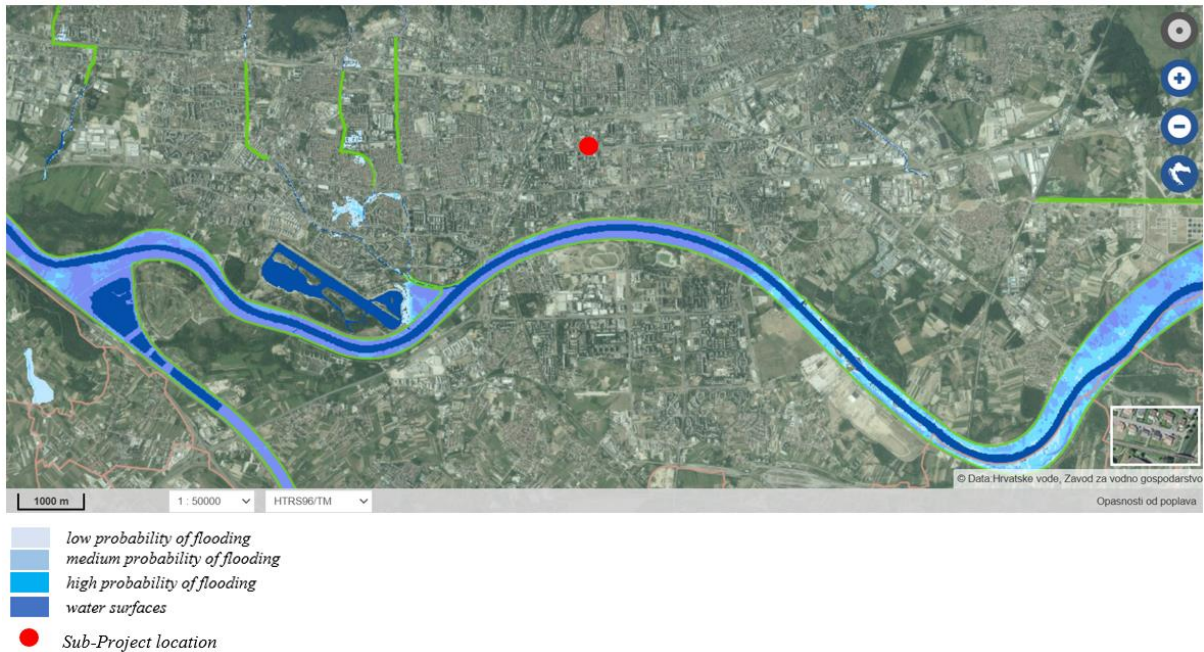 © Data:Hrvatske vode, Zavod za vodno gospodarstvo
1000 m
1 : 50000
HTRS96/TM
Opasnosti od poplava
low probability of flooding
medium probability of flooding
high probability of flooding
water surfaces
Sub-Project location